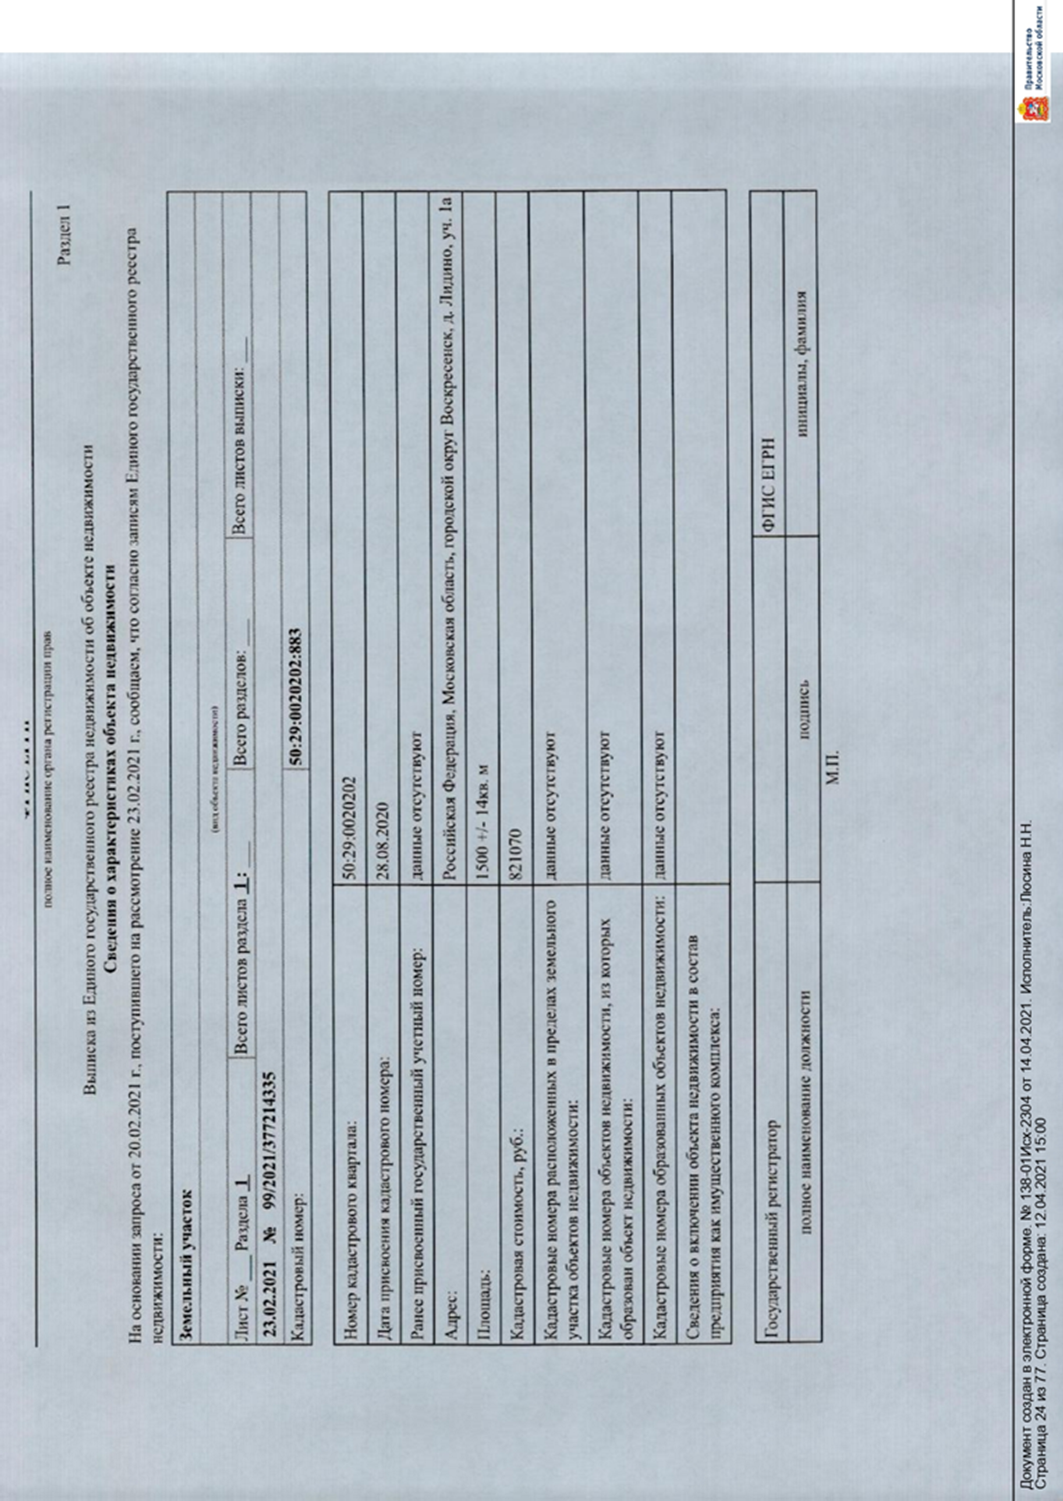 полное наименование органа регистрации прав
Раздел 1
Выписка из Единого государственного реестра недвижимости об объекте недвижимости
Сведения о характеристиках объекта недвижимости
На основании запроса от 20.02.2021 г., поступившего на рассмотрение 23.02.2021 г., сообщаем, что согласно записям Единого государственного реестра
недвижимости:
Земельный участок
(вид объекта недвижимости)
Лист № ___ Раздела 1 Всего листов раздела 1: ___ Всего разделов: ___ Всего листов выписки: ___
23.02.2021 № 99/2021/377214335
Кадастровый номер: 50:29:0020202:883
Номер кадастрового квартала: 50:29:0020202
Дата присвоения кадастрового номера: 28.08.2020
Ранее присвоенный государственный учетный номер: данные отсутствуют
Адрес: Российская Федерация, Московская область, городской округ Воскресенск, д. Лидино, уч. 1а
Площадь: 1500 +/- 14кв. м
Кадастровая стоимость, руб.: 821070
Кадастровые номера расположенных в пределах земельного данные отсутствуют
участка объектов недвижимости:
Кадастровые номера объектов недвижимости, из которых данные отсутствуют
образован объект недвижимости:
Кадастровые номера образованных объектов недвижимости: данные отсутствуют
Сведения о включении объекта недвижимости в состав
предприятия как имущественного комплекса:
Государственный регистратор ФГИС ЕГРН
полное наименование должности подпись инициалы, фамилия
М.П.
Документ создан в электронной форме. № 138-01Исх-2304 от 14.04.2021. Исполнитель:Люсина Н.Н.
Страница 24 из 77. Страница создана: 12.04.2021 15:00
Правительство
Московской области